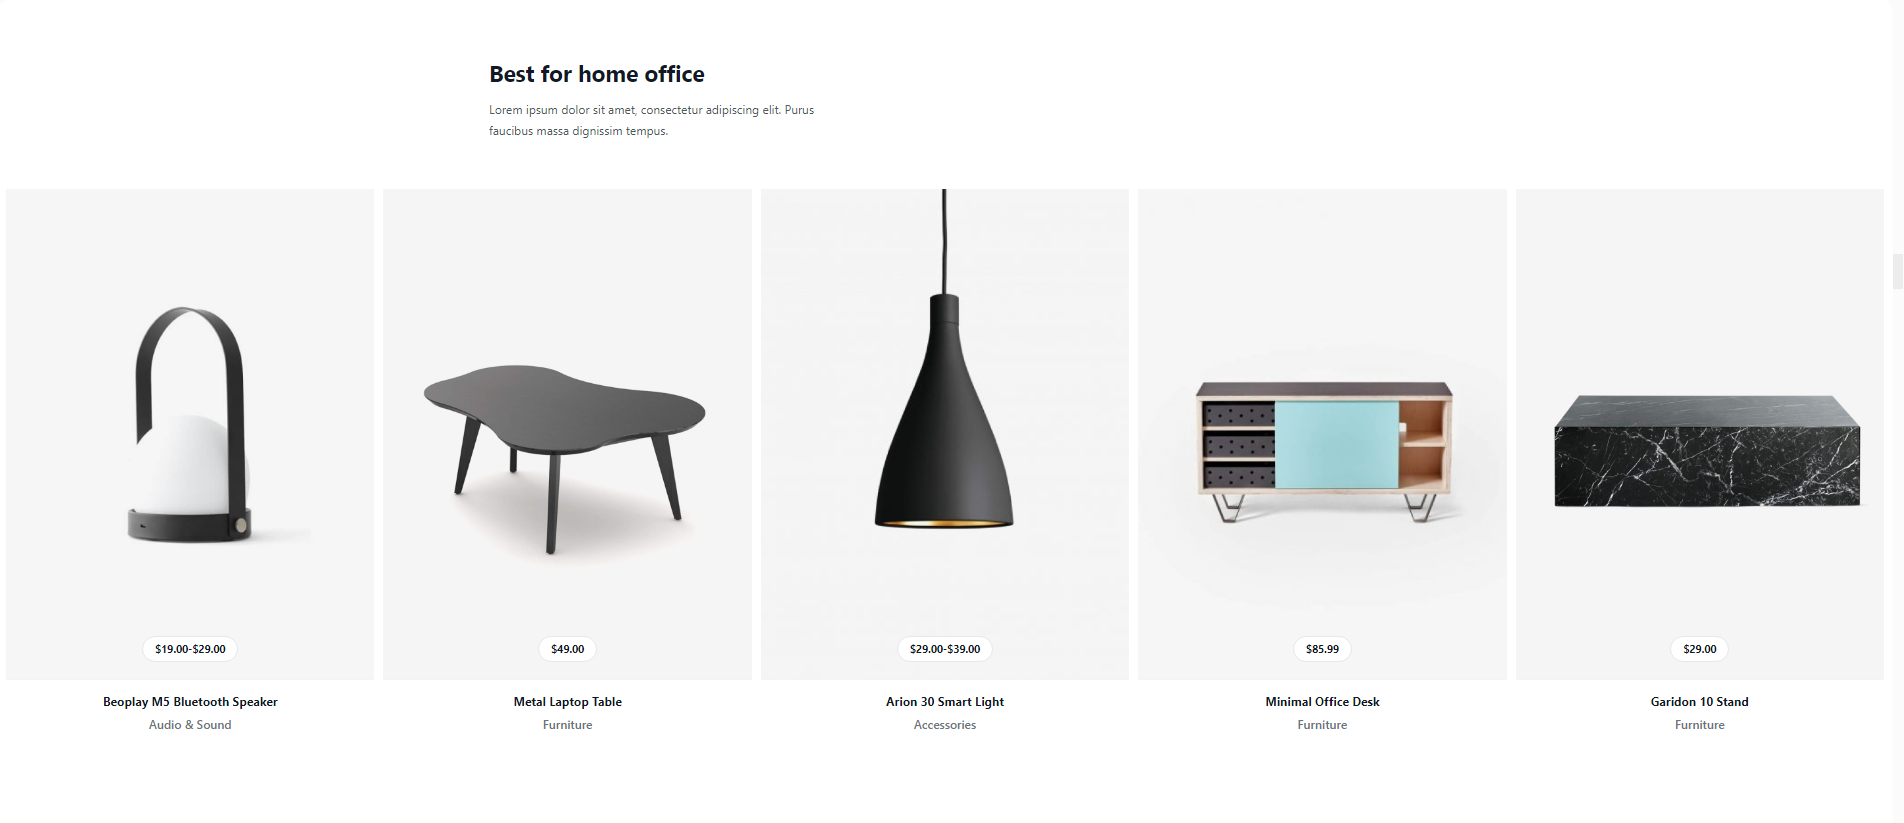 Best for home office
Lorem ipsum dolor sit amet, consectetur adipiscing elit. Purus
faucibus massa dignissim tempus.
$19.00-$29.00
Beoplay M5 Bluetooth Speaker
Audio & Sound
$49.00
Metal Laptop Table
Furniture
$29.00-$39.00
Arion 30 Smart Light
Accessories
$85.99
Minimal Office Desk
Furniture
$29.00
Garidon 10 Stand
Furniture